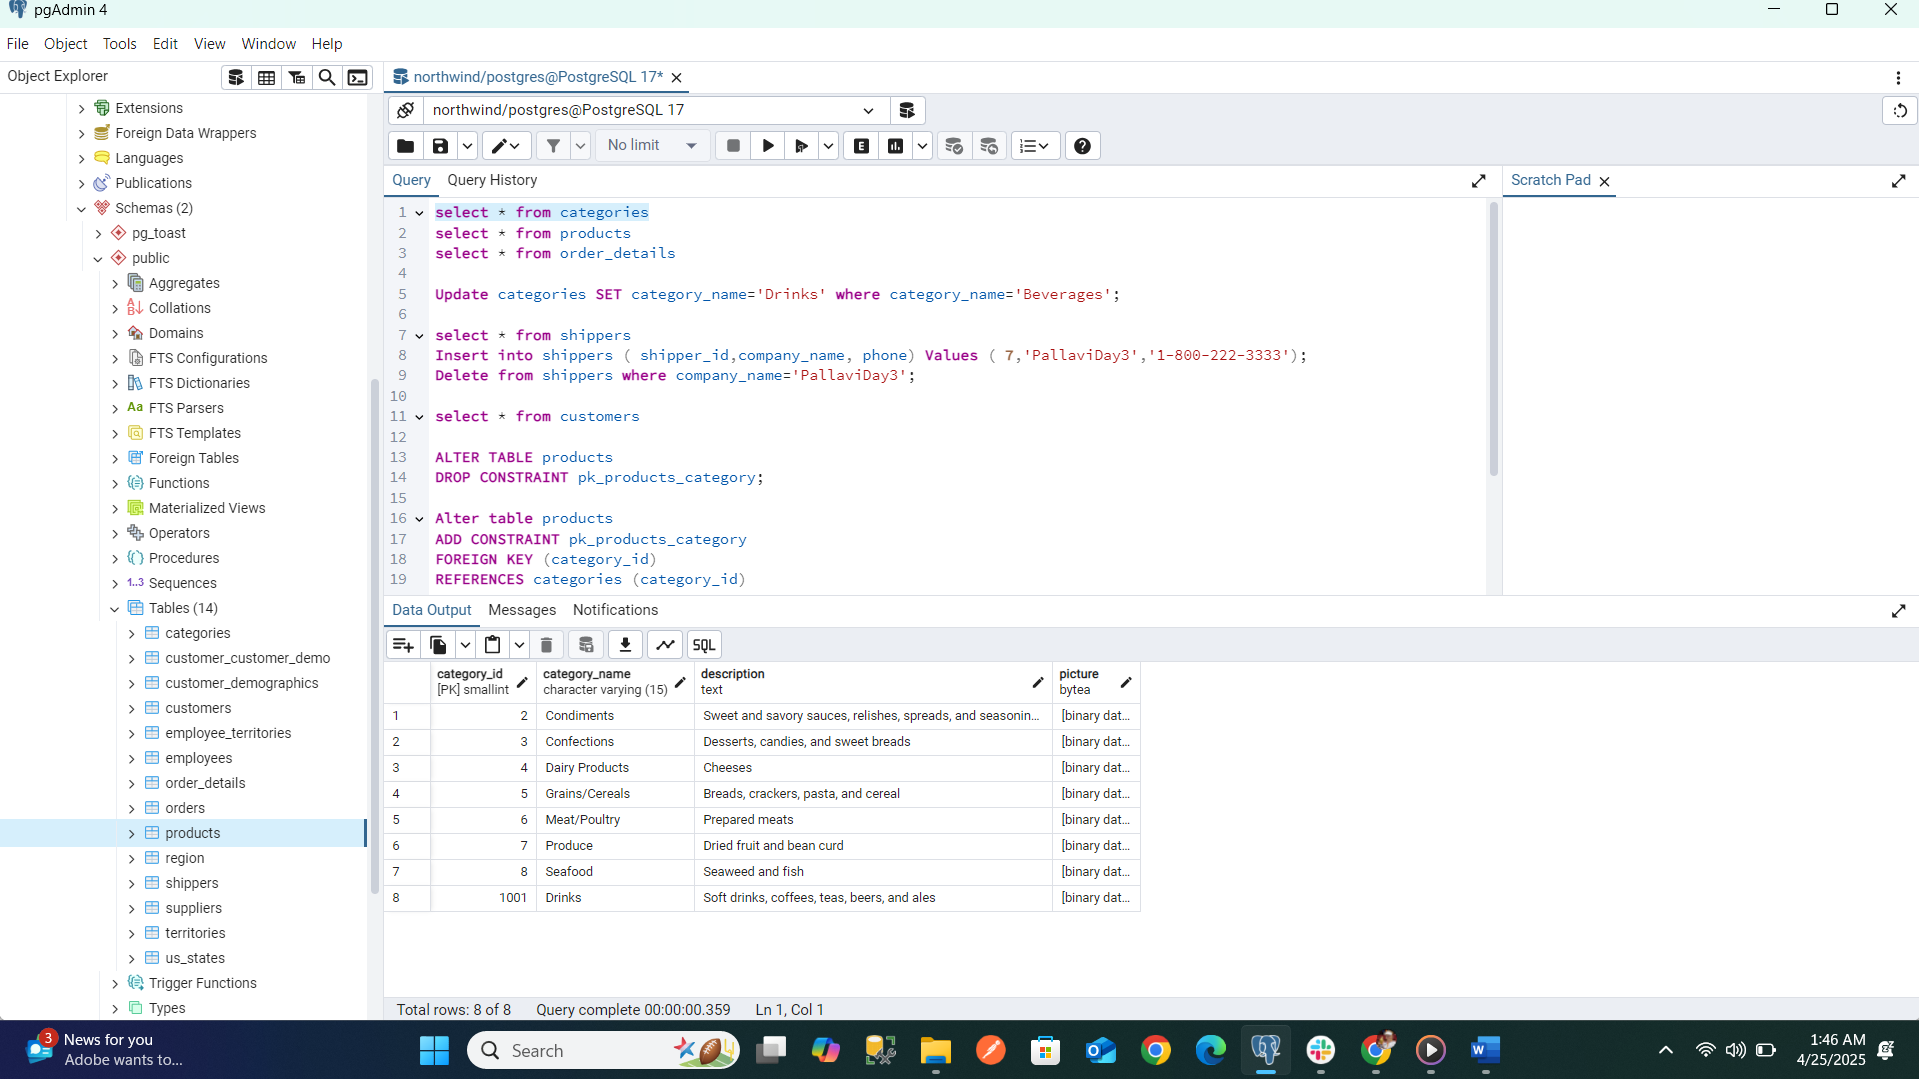 pgAdmin 4
File Object Tools Edit View Window Help
Object Explorer
northwind/postgres@PostgreSQL 17*
northwind/postgres@PostgreSQL 17
No limit
E
Query Query History
Scratch Pad
Extensions
Foreign Data Wrappers
Languages
Publications
Schemas (2)
pg_toast
public
Aggregates
Collations
Domains
FTS Configurations
FTS Dictionaries
Aa FTS Parsers
FTS Templates
Foreign Tables
Functions
Materialized Views
Operators
Procedures
1..3 Sequences
Tables (14)
categories
customer_customer_demo
customer_demographics
customers
employee_territories
employees
order_details
orders
products
region
shippers
suppliers
territories
us_states
Trigger Functions
Types
1 select * from categories
2 select * from products
3 select * from order_details
4
5 Update categories SET category_name='Drinks' where category_name='Beverages';
6
7 select * from shippers
8 Insert into shippers ( shipper_id,company_name, phone) Values ( 7,'PallaviDay3','1-800-222-3333');
9 Delete from shippers where company_name='PallaviDay3';
10
11 select * from customers
12
13 ALTER TABLE products
14 DROP CONSTRAINT pk_products_category;
15
16 Alter table products
17 ADD CONSTRAINT pk_products_category
18 FOREIGN KEY (category_id)
19 REFERENCES categories (category_id)
Data Output Messages Notifications
SQL
category_id category_name description picture
[PK] smallint character varying (15) text bytea
1 2 Condiments Sweet and savory sauces, relishes, spreads, and seasonin... [binary dat...
2 3 Confections Desserts, candies, and sweet breads [binary dat...
3 4 Dairy Products Cheeses [binary dat...
4 5 Grains/Cereals Breads, crackers, pasta, and cereal [binary dat...
5 6 Meat/Poultry Prepared meats [binary dat...
6 7 Produce Dried fruit and bean curd [binary dat...
7 8 Seafood Seaweed and fish [binary dat...
8 1001 Drinks Soft drinks, coffees, teas, beers, and ales [binary dat...
Total rows: 8 of 8 Query complete 00:00:00.359 Ln 1, Col 1
3 News for you
Adobe wants to...
Search
1:46 AM
4/25/2025